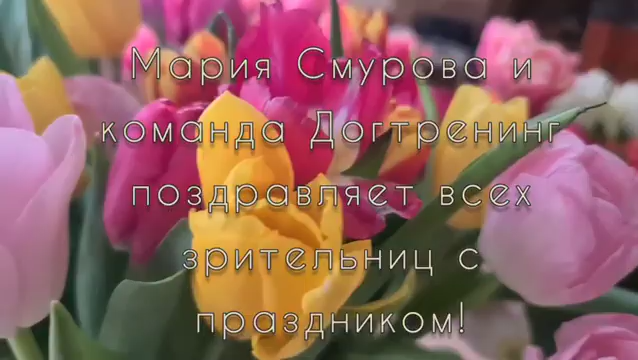 Мария Смурова и
команда Догтренинг
поздравляет всех
зрительниц с
праздником!